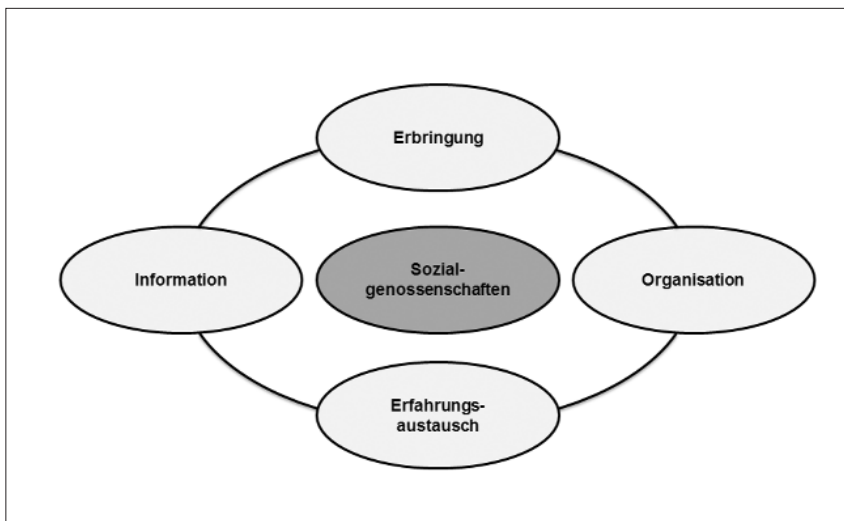 Erbringung
Information
Sozial-
genossenschaften
Organisation
Erfahrungs-
austausch